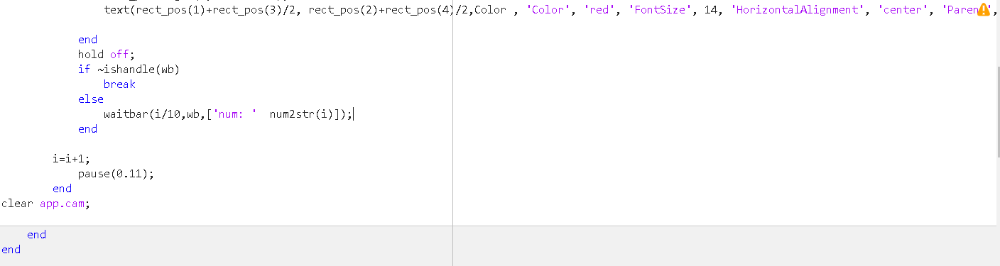 text(rect_pos(1)+rect_pos(3)/2, rect_pos(2)+rect_pos(4)/2,Color , 'Color', 'red', 'FontSize', 14, 'HorizontalAlignment', 'center', 'Parent',
end
hold off;
if ~ishandle(wb)
break
else
waitbar(i/10,wb,['num: '  num2str(i)]);
end
i=i+1;
pause(0.11);
end
clear app.cam;
end
end